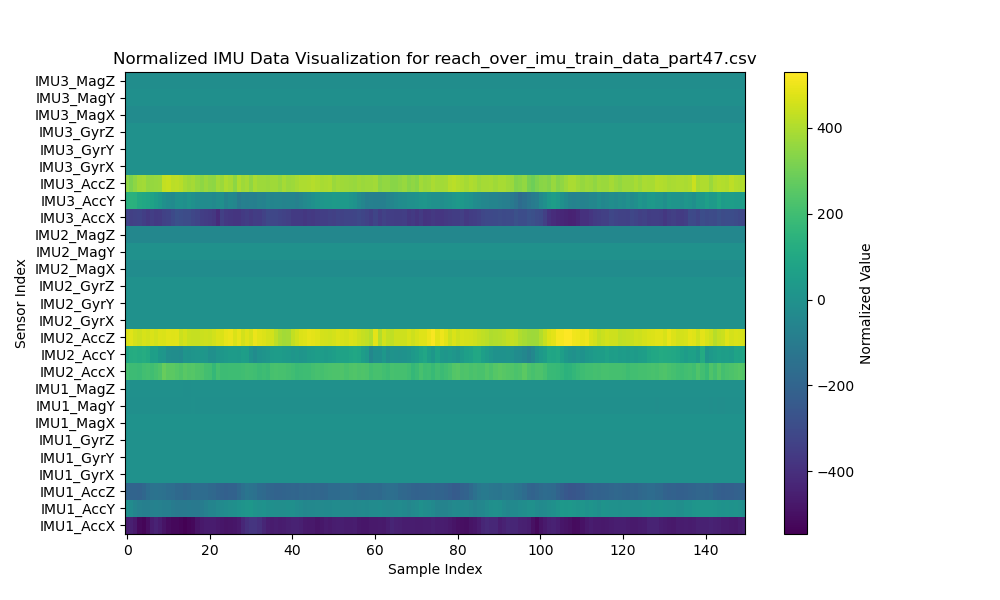 Normalized IMU Data Visualization for reach_over_imu_train_data_part47.csv
IMU3_MagZ
IMU3_MagY
IMU3_MagX
IMU3_GyrZ
IMU3_GyrY
IMU3_GyrX
IMU3_AccZ
IMU3_AccY
IMU3_AccX
IMU2_MagZ
IMU2_MagY
IMU2_MagX
IMU2_GyrZ
IMU2_GyrY
IMU2_GyrX
IMU2_AccZ
IMU2_AccY
IMU2_AccX
IMU1_MagZ
IMU1_MagY
IMU1_MagX
IMU1_GyrZ
IMU1_GyrY
IMU1_GyrX
IMU1_AccZ
IMU1_AccY
IMU1_AccX
Sensor Index
0 20 40 60 80 100 120 140
Sample Index
400
200
0
−200
−400
Normalized Value